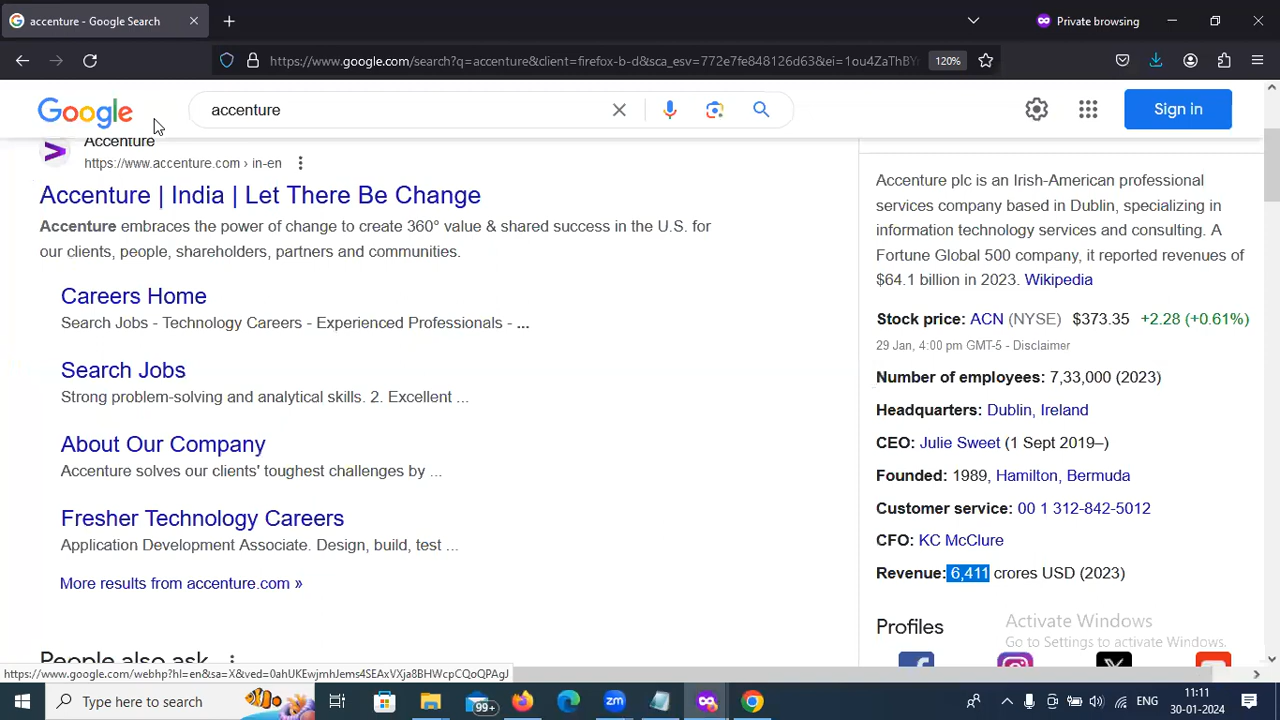 accenture - Google Search
Private browsing
https://www.google.com/search?q=accenture&client=firefox-b-d&sca_esv=772e7fe848126d63&ei=1ou4ZaThBY
120%
Google
accenture
Sign in
Accenture
https://www.accenture.com › in-en
Accenture | India | Let There Be Change
Accenture embraces the power of change to create 360° value & shared success in the U.S. for
our clients, people, shareholders, partners and communities.
Careers Home
Search Jobs - Technology Careers - Experienced Professionals - ...
Search Jobs
Strong problem-solving and analytical skills. 2. Excellent ...
About Our Company
Accenture solves our clients' toughest challenges by ...
Fresher Technology Careers
Application Development Associate. Design, build, test ...
More results from accenture.com »
People also ask
Accenture plc is an Irish-American professional
services company based in Dublin, specializing in
information technology services and consulting. A
Fortune Global 500 company, it reported revenues of
$64.1 billion in 2023. Wikipedia
Stock price: ACN (NYSE) $373.35 +2.28 (+0.61%)
29 Jan, 4:00 pm GMT-5 - Disclaimer
Number of employees: 7,33,000 (2023)
Headquarters: Dublin, Ireland
CEO: Julie Sweet (1 Sept 2019–)
Founded: 1989, Hamilton, Bermuda
Customer service: 00 1 312-842-5012
CFO: KC McClure
Revenue: 6,411 crores USD (2023)
Profiles
Activate Windows
Go to Settings to activate Windows.
https://www.google.com/webhp?hl=en&sa=X&ved=0ahUKEwjmhJems4SEAxVXja8BHWcpCQoQPAgJ
Type here to search
99+
zm
ENG
11:11
30-01-2024